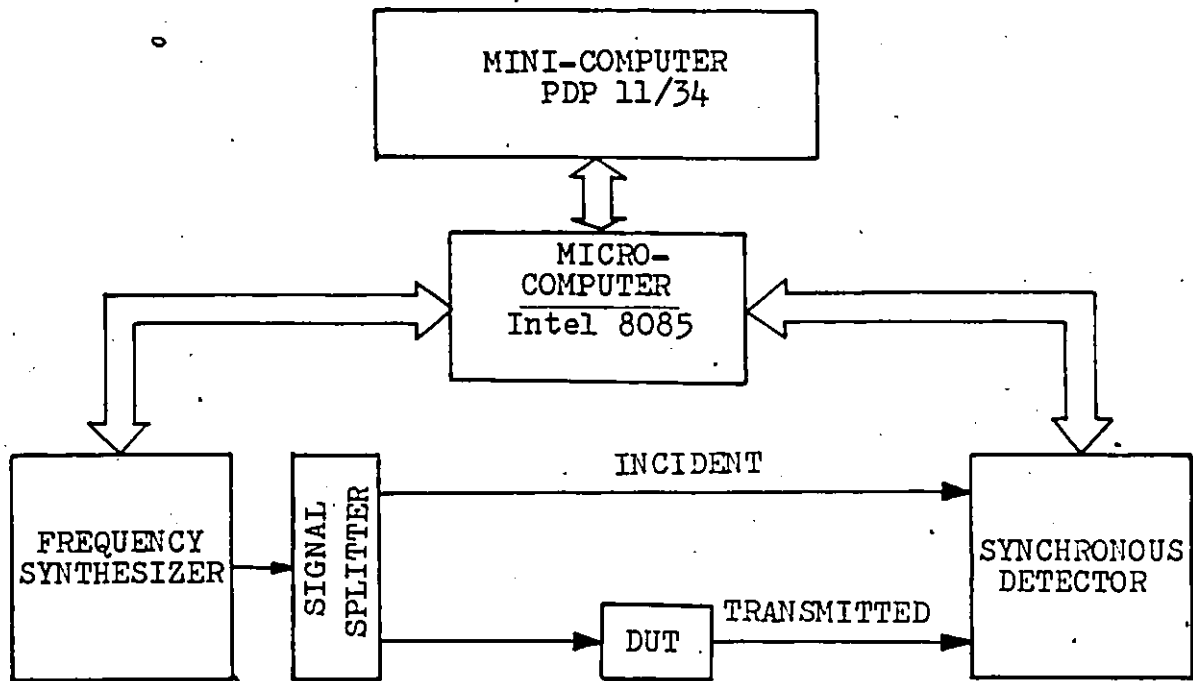 MINI-COMPUTER
PDP 11/34
MICRO-
COMPUTER
Intel 8085
INCIDENT
FREQUENCY
SYNTHESIZER
SIGNAL
SPLITTER
SYNCHRONOUS
DETECTOR
TRANSMITTED
DUT